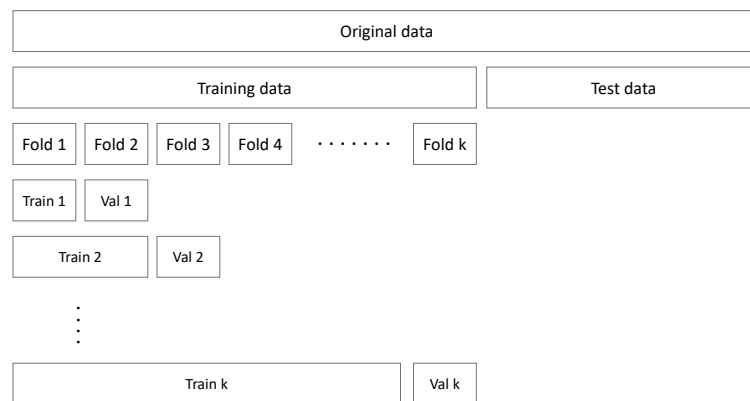 Original data
Training data Test data
Fold 1 Fold 2 Fold 3 Fold 4 ....... Fold k
Train 1 Val 1
Train 2 Val 2
Train k Val k